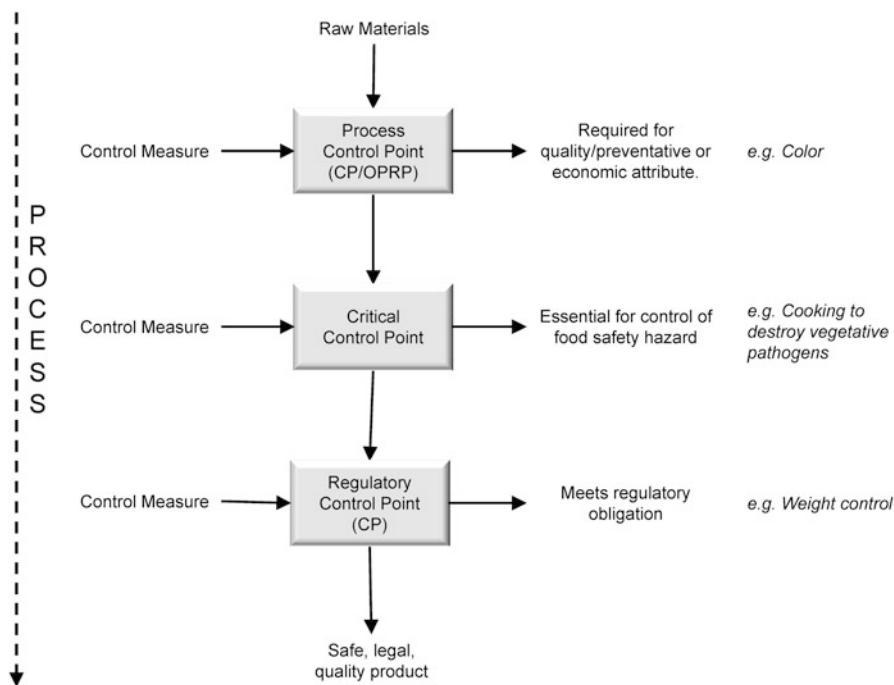 Raw Materials
Control Measure
Process
Control Point
(CP/OPRP)
Required for
quality/preventative or
economic attribute.
e.g. Color
PROCESS
Control Measure
Critical
Control Point
Essential for control of
food safety hazard
e.g. Cooking to
destroy vegetative
pathogens
Control Measure
Regulatory
Control Point
(CP)
Meets regulatory
obligation
e.g. Weight control
Safe, legal,
quality product